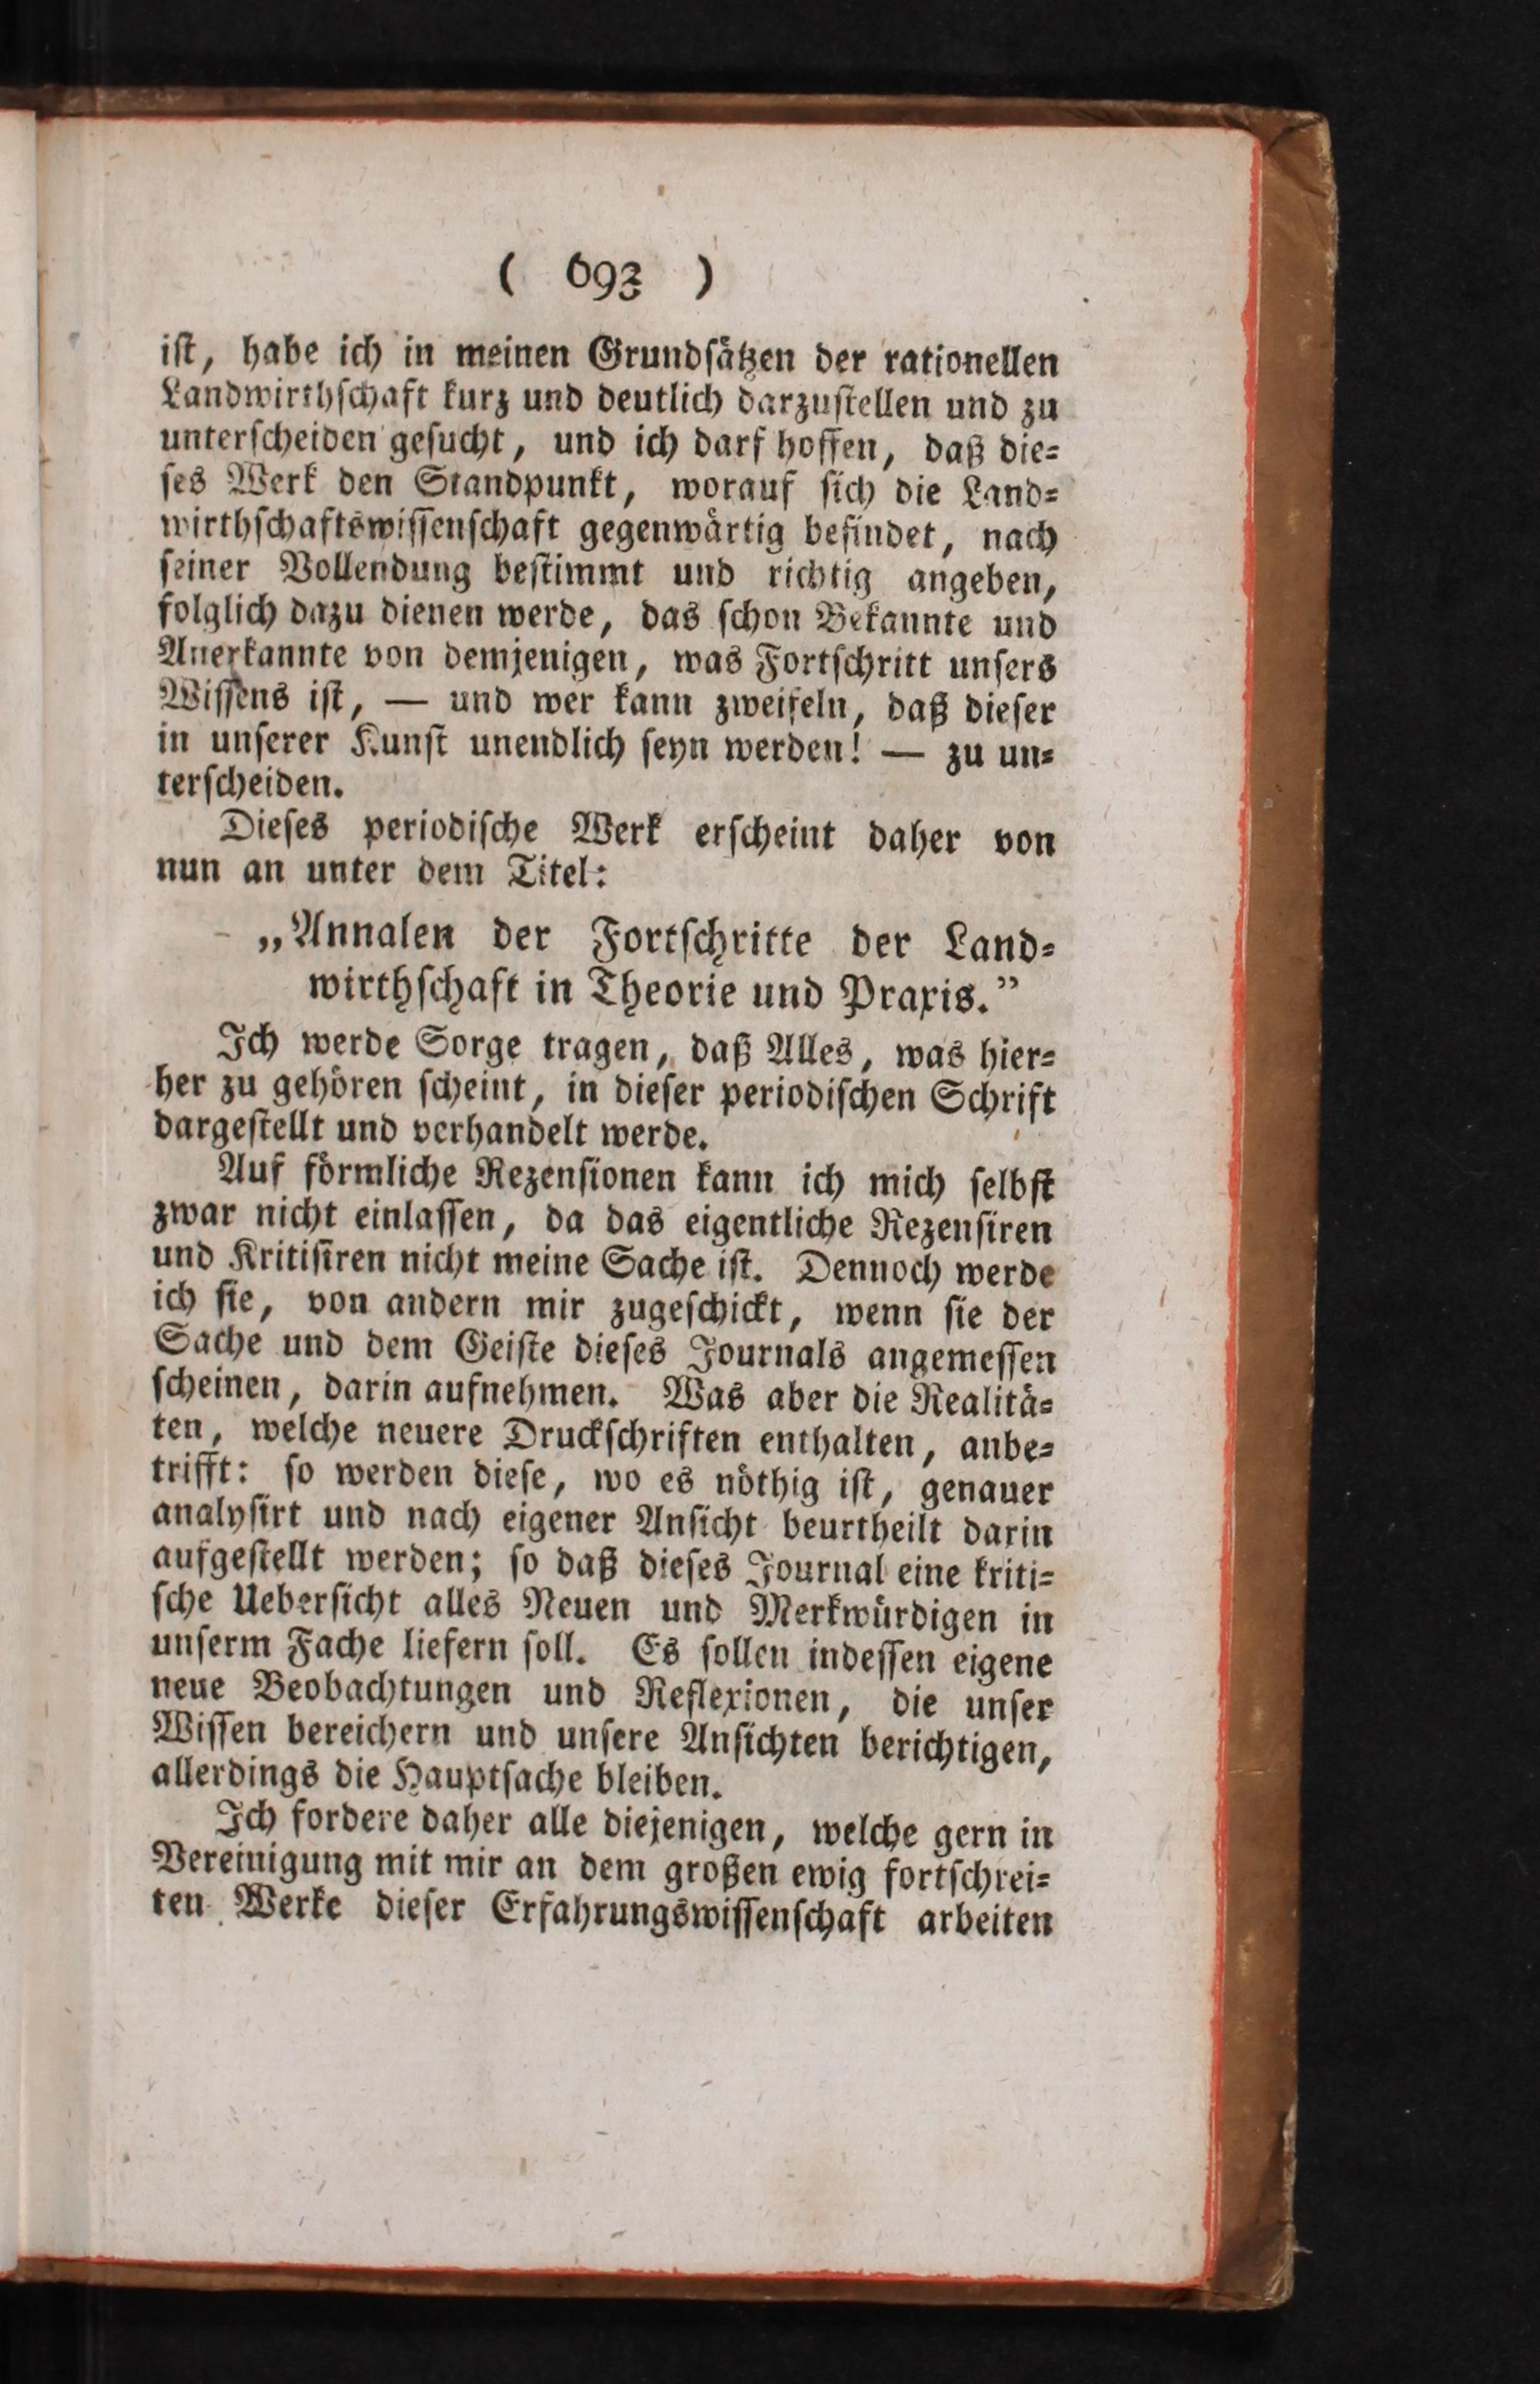 ( 693 )
ist, habe ich in meinen Grundsätzen der rationellen
Landwirthschaft kurz und deutlich darzustellen und zu
unterscheiden gesucht, und ich darf hoffen, daß die-
ses Werk den Standpunkt, worauf sich die Land-
wirthschaftswissenschaft gegenwärtig befindet, nach
seiner Vollendung bestimmt und richtig angeben,
folglich dazu dienen werde, das schon Bekannte und
Anerkannte von demjenigen, was Fortschritt unsers
Wissens ist, — und wer kann zweifeln, daß dieser
in unserer Kunst unendlich seyn werden! — zu un-
terscheiden.
Dieses periodische Werk erscheint daher von
nun an unter dem Titel:
„Annalen der Fortschritte der Land-
wirthschaft in Theorie und Praxis.”
Ich werde Sorge tragen, daß Alles, was hier-
her zu gehören scheint, in dieser periodischen Schrift
dargestellt und verhandelt werde.
Auf förmliche Rezensionen kann ich mich selbst
zwar nicht einlassen, da das eigentliche Rezensiren
und Kritisiren nicht meine Sache ist. Dennoch werde
ich sie, von andern mir zugeschickt, wenn sie der
Sache und dem Geiste dieses Journals angemessen
scheinen, darin aufnehmen. Was aber die Realitä-
ten, welche neuere Druckschriften enthalten, anbe-
trifft: so werden diese, wo es nöthig ist, genauer
analysirt und nach eigener Ansicht beurtheilt darin
aufgestellt werden; so daß dieses Journal eine kriti-
sche Uebersicht alles Neuen und Merkwürdigen in
unserm Fache liefern soll. Es sollen indessen eigene
neue Beobachtungen und Reflexionen, die unser
Wissen bereichern und unsere Ansichten berichtigen,
allerdings die Hauptsache bleiben.
Ich fordere daher alle diejenigen, welche gern in
Vereinigung mit mir an dem großen ewig fortschrei-
ten Werke dieser Erfahrungswissenschaft arbeiten